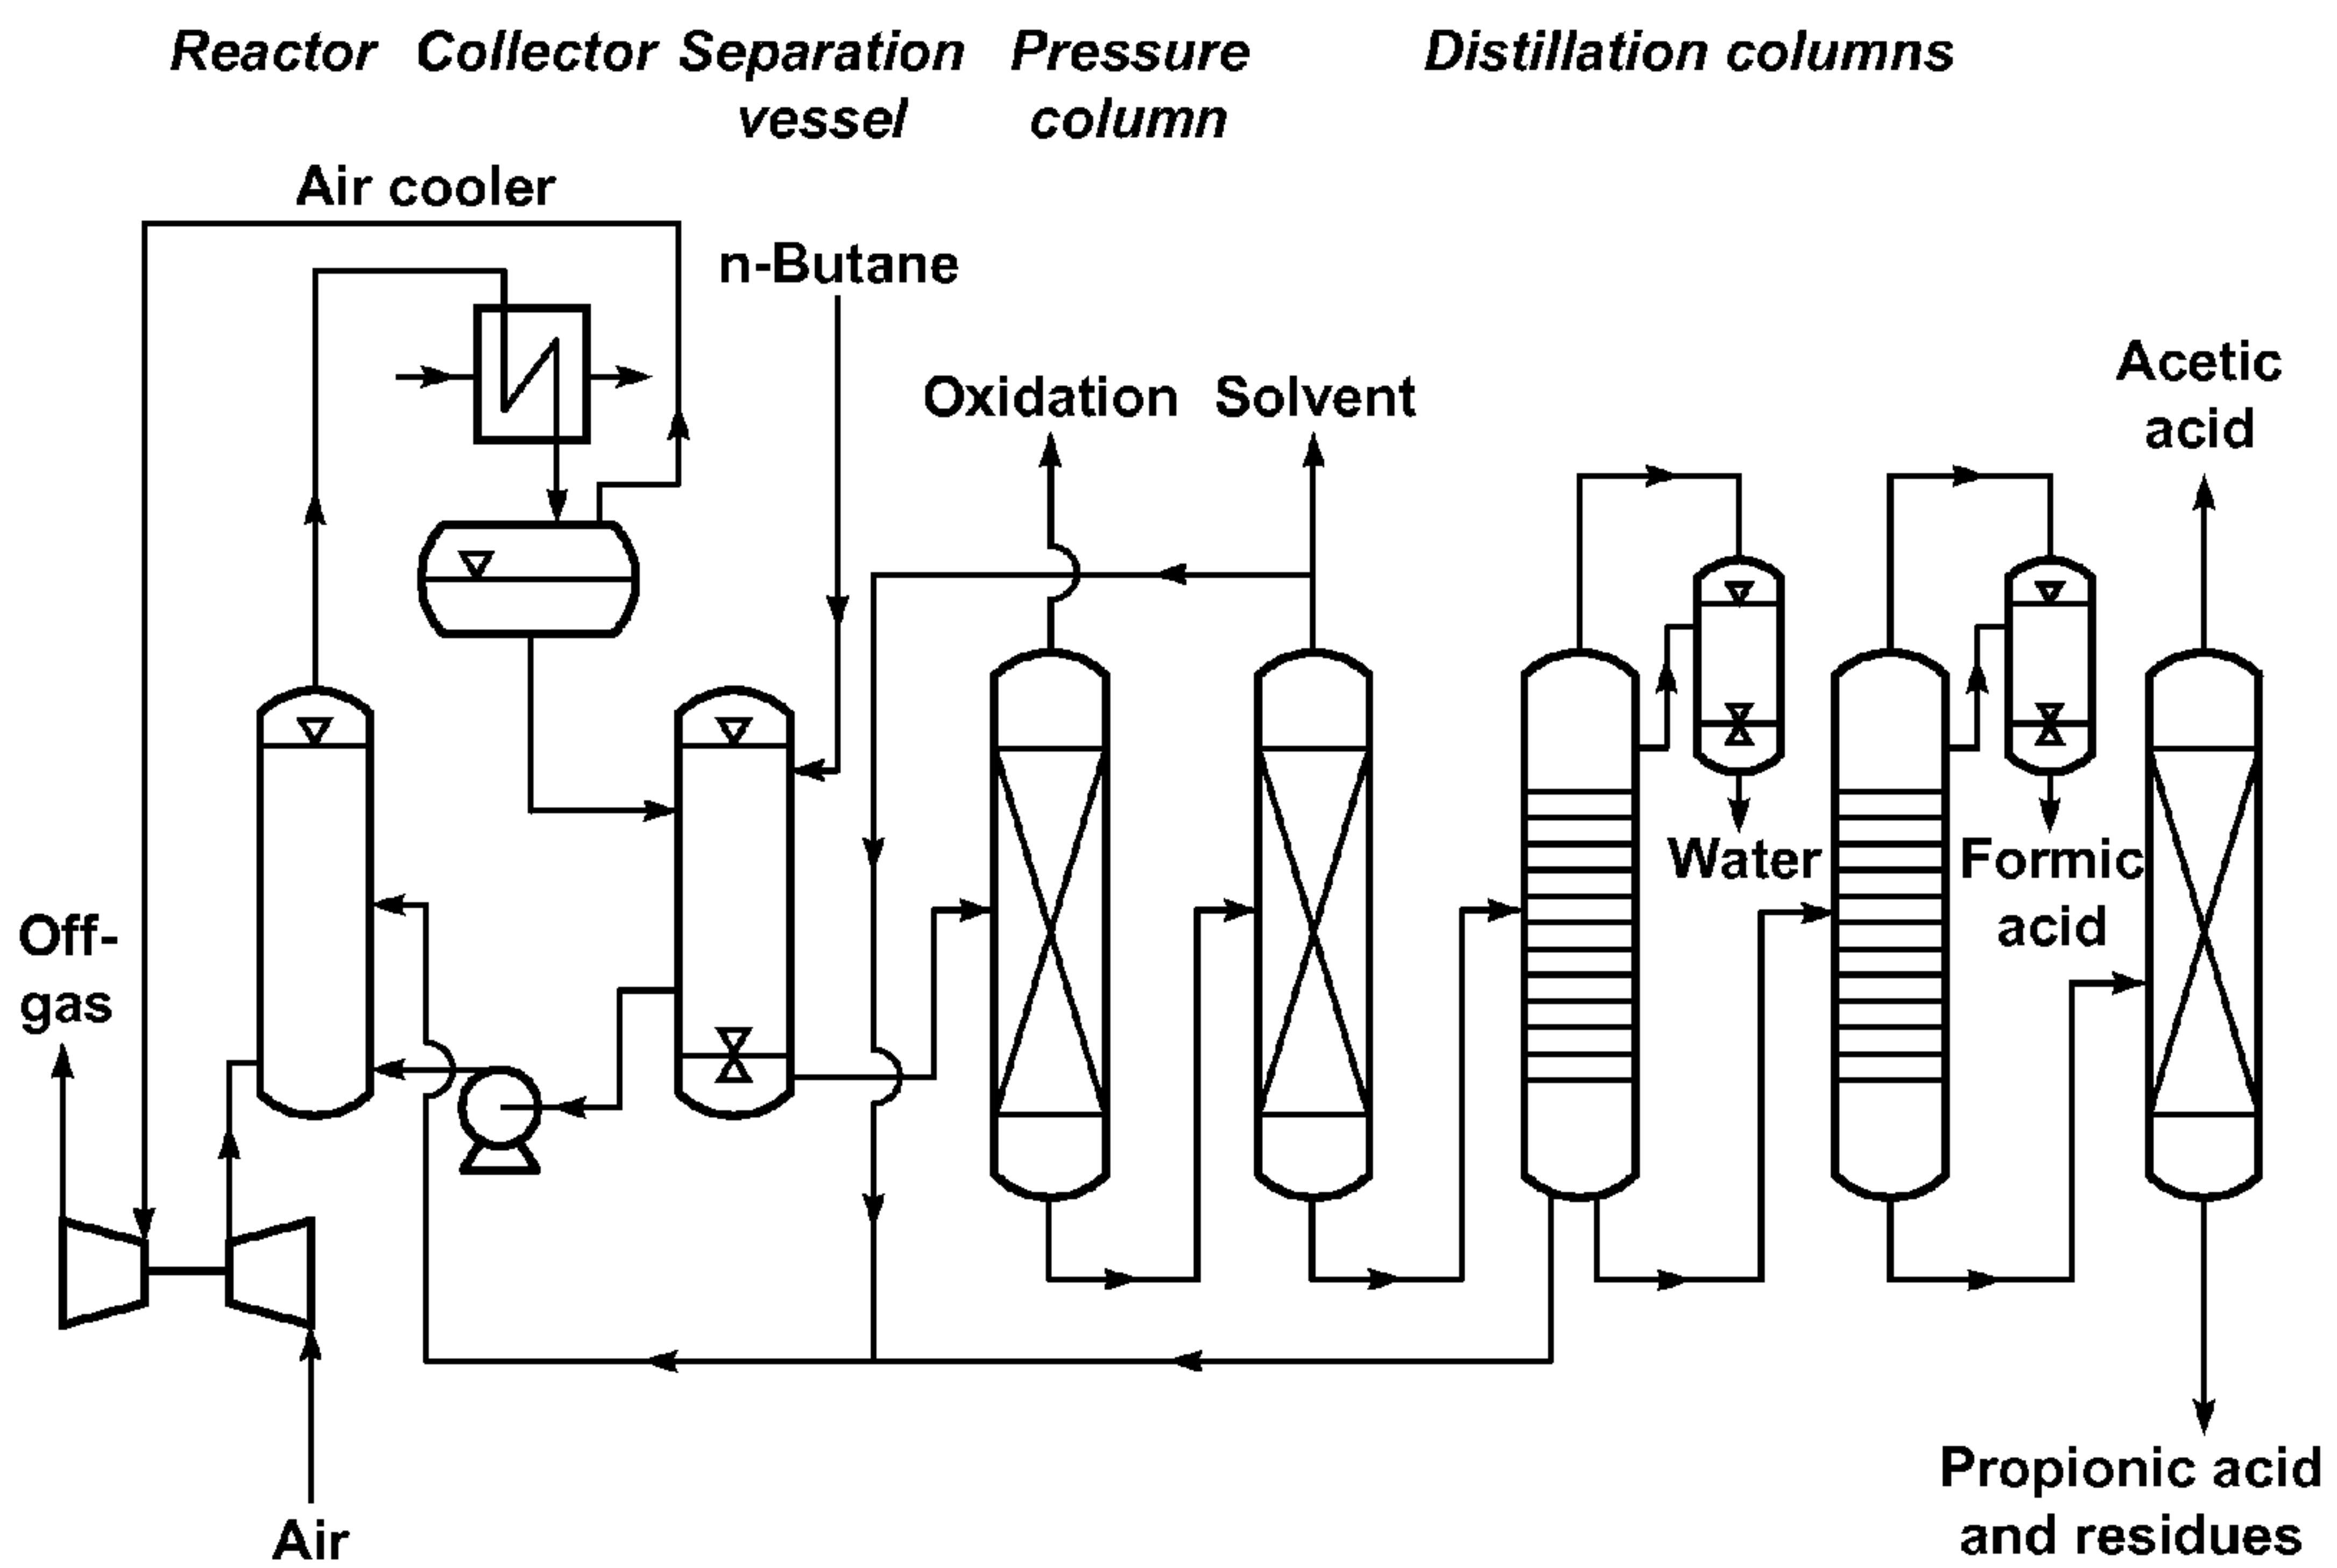 Reactor Collector Separation vessel Pressure column Distillation columns
Air cooler
n-Butane
Oxidation
Solvent
Acetic
acid
Water
Formic
acid
Off-
gas
Air
Propionic acid
and residues